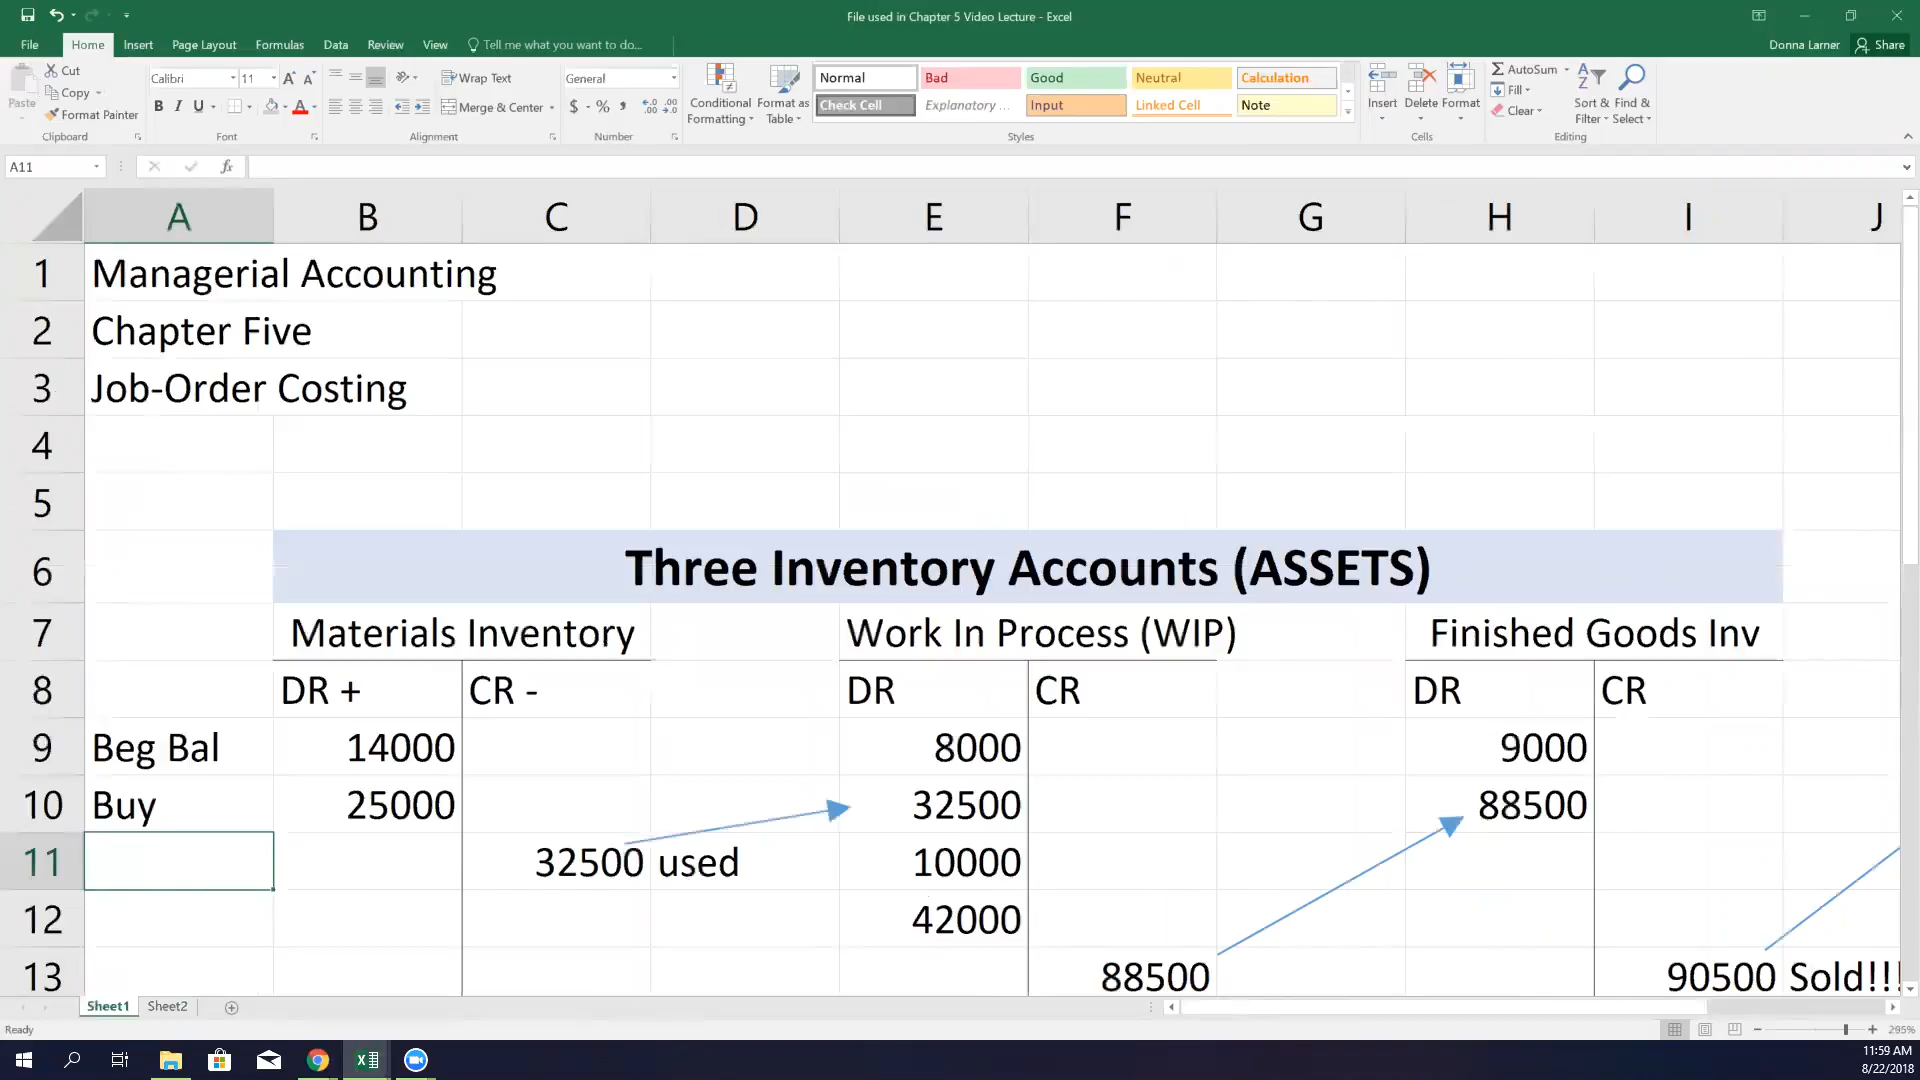 File used in Chapter 5 Video Lecture - Excel
File Home Insert Page Layout Formulas Data Review View Tell me what you want to do... Donna Larner Share
Paste Cut Copy Format Painter
Clipboard
Calibri 11 A A
B I U A
Font
Wrap Text
Merge & Center
Alignment
General
$ % ,
Number
Conditional Formatting Format as Table
Normal Bad Good Neutral Calculation
Check Cell Explanatory ... Input Linked Cell Note
Styles
Insert Delete Format
Cells
AutoSum Fill Clear Sort & Filter Find & Select
Editing
A11 fx
A B C D E F G H I J
1 Managerial Accounting
2 Chapter Five
3 Job-Order Costing
4
5
6 Three Inventory Accounts (ASSETS)
7 Materials Inventory Work In Process (WIP) Finished Goods Inv
8 DR + CR - DR CR DR CR
9 Beg Bal 14000 8000 9000
10 Buy 25000 32500 88500
11 32500 used 10000
12 42000
13 88500 90500 Sold!!!
Sheet1 Sheet2
Ready 295%
11:59 AM
8/22/2018